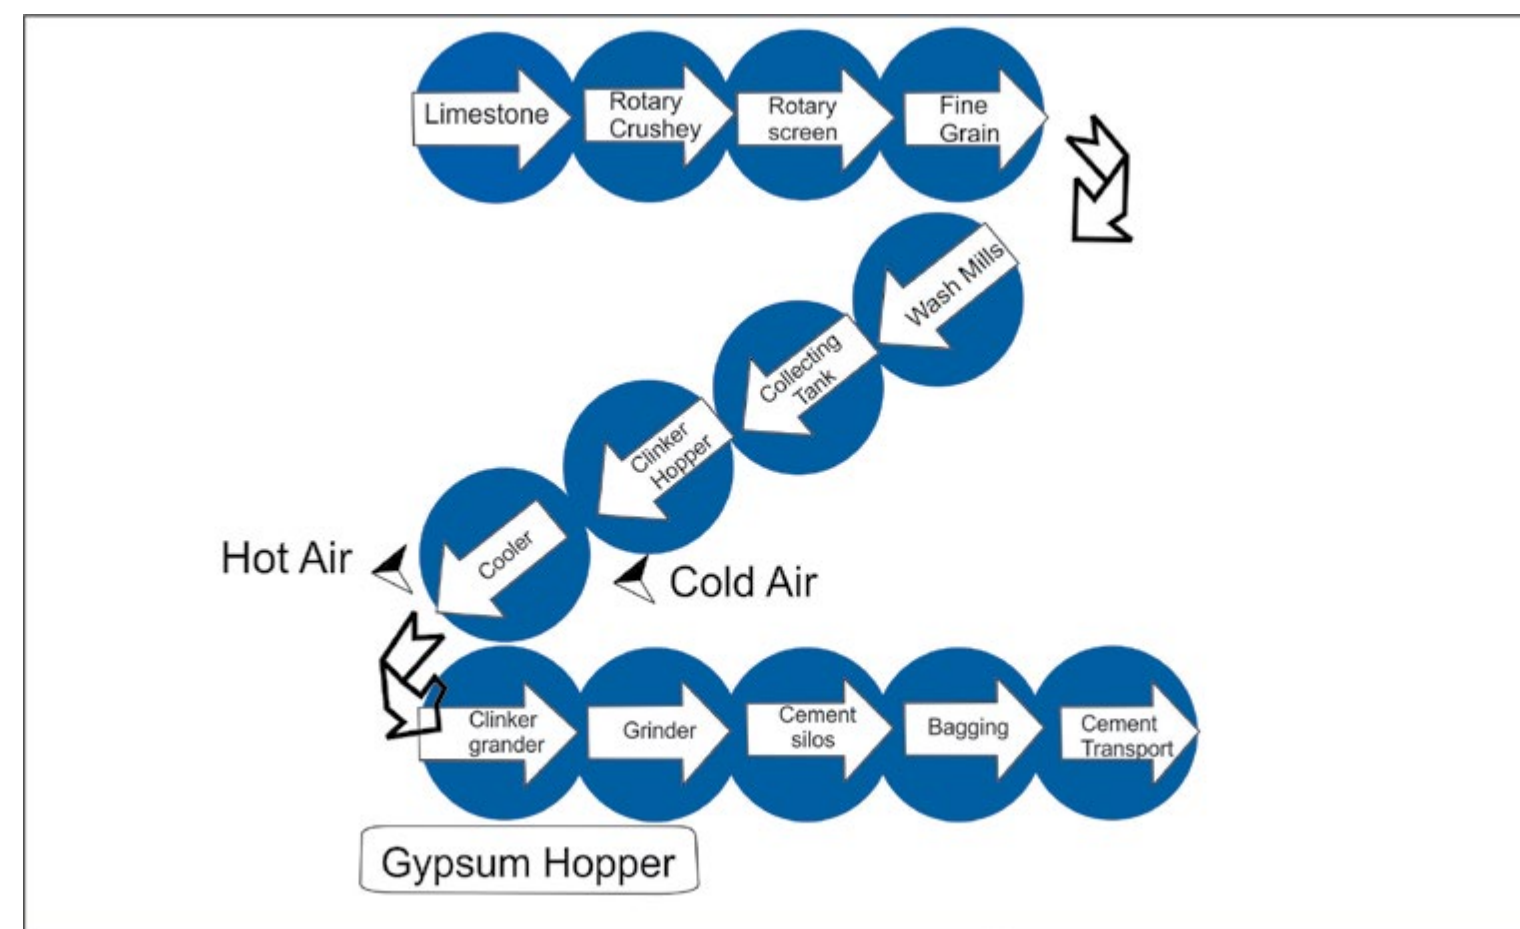 Limestone
Rotary
Crushey
Rotary
screen
Fine
Grain
Wash Mills
Collecting
Tank
Clinker
Hopper
Cooler
Hot Air
Cold Air
Clinker
grander
Grinder
Cement
silos
Bagging
Cement
Transport
Gypsum Hopper